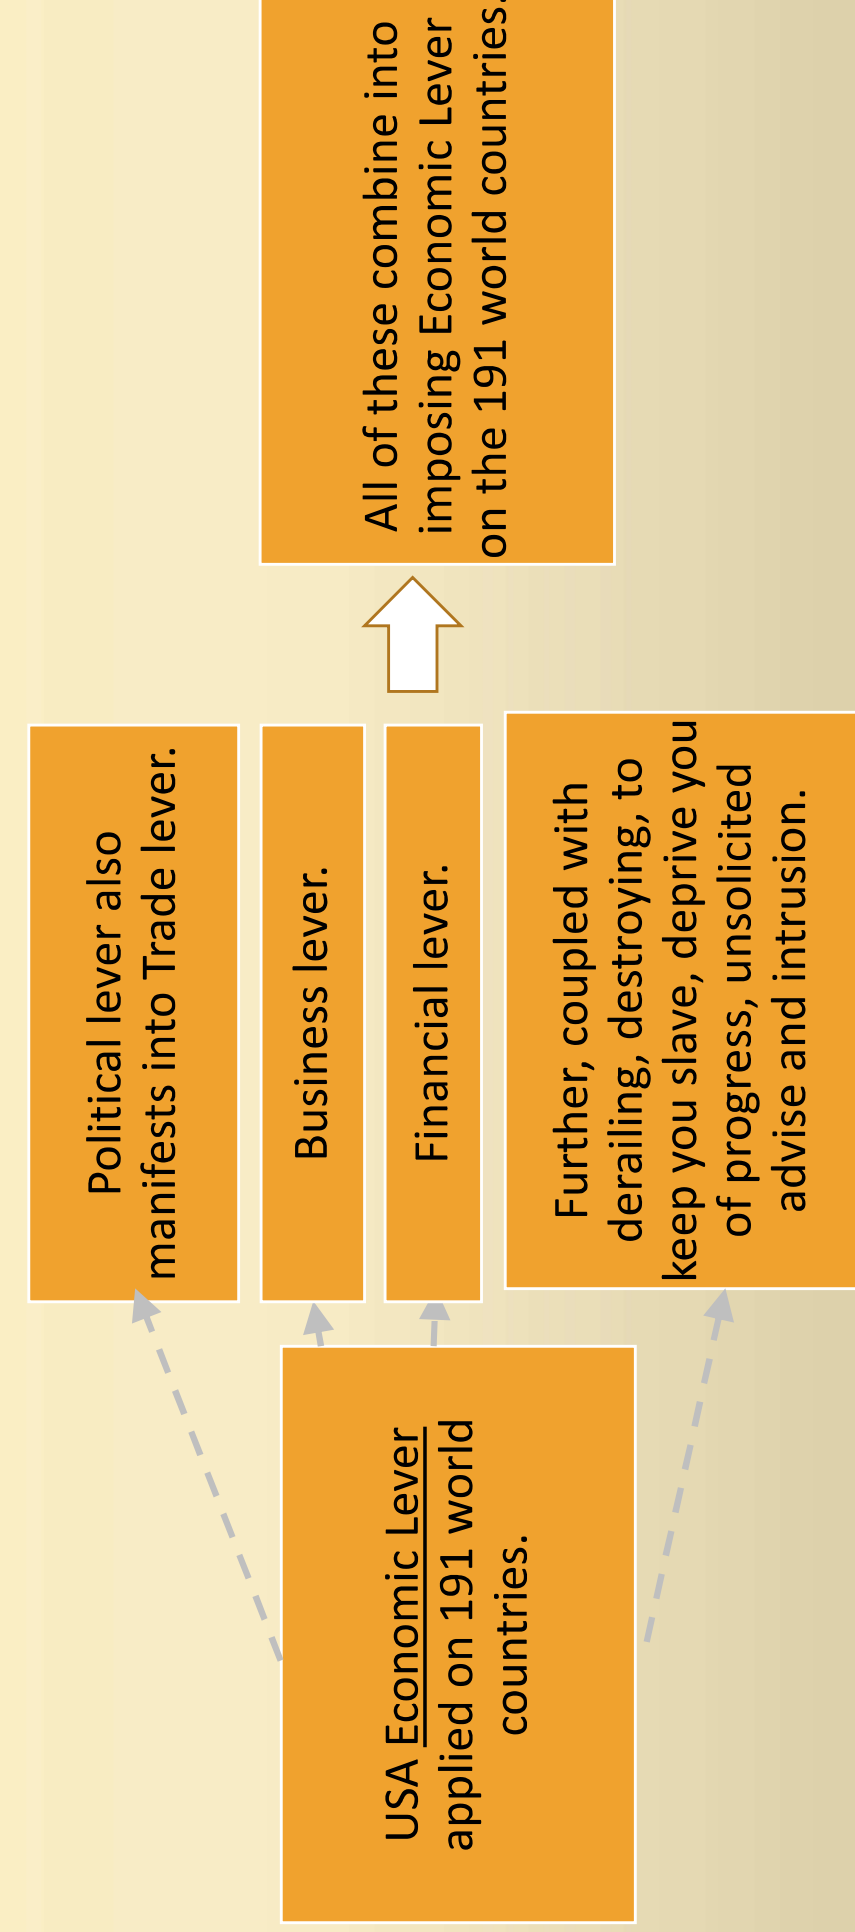 USA Economic Lever
applied on 191 world
countries.
Political lever also
manifests into Trade lever.
Business lever.
Financial lever.
Further, coupled with
derailing, destroying, to
keep you slave, deprive you
of progress, unsolicited
advise and intrusion.
All of these combine into
imposing Economic Lever
on the 191 world countries.